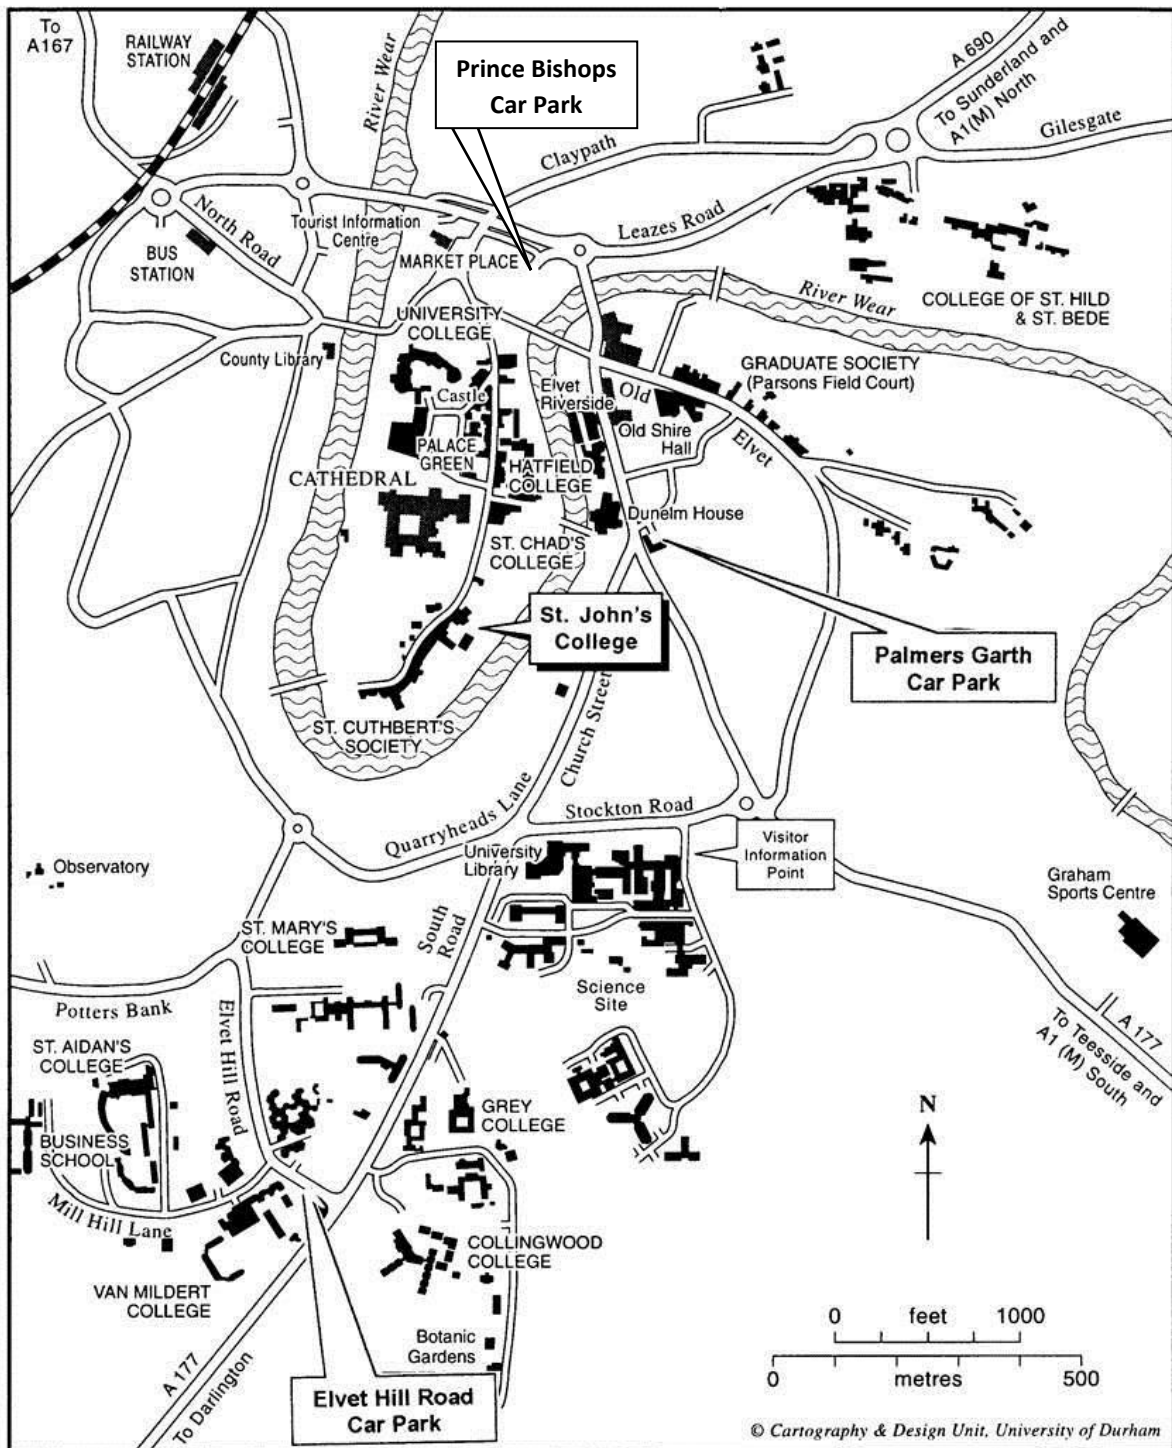 To
A167
RAILWAY
STATION
River Wear
Prince Bishops
Car Park
A 690
To Sunderland and
A1(M) North
Gilesgate
Claypath
Leazes Road
North Road
Tourist Information
Centre
BUS
STATION
MARKET PLACE
River Wear
COLLEGE OF ST. HILD
& ST. BEDE
UNIVERSITY
COLLEGE
County Library
GRADUATE SOCIETY
(Parsons Field Court)
Castle
Elvet
Riverside
Old
Elvet
Old Shire
Hall
PALACE
GREEN
CATHEDRAL
HATFIELD
COLLEGE
Dunelm House
ST. CHAD'S
COLLEGE
St. John's
College
Palmers Garth
Car Park
ST. CUTHBERT'S
SOCIETY
Church Street
Quarryheads Lane
Stockton Road
University
Library
Visitor
Information
Point
Observatory
Graham
Sports Centre
ST. MARY'S
COLLEGE
South
Road
Science
Site
Potters Bank
Elvet Hill Road
A 177
To Teesside and
A1 (M) South
ST. AIDAN'S
COLLEGE
GREY
COLLEGE
N
BUSINESS
SCHOOL
Mill Hill Lane
COLLINGWOOD
COLLEGE
VAN MILDERT
COLLEGE
Botanic
Gardens
0 feet 1000
0 metres 500
A 177
To Darlington
Elvet Hill Road
Car Park
© Cartography & Design Unit, University of Durham